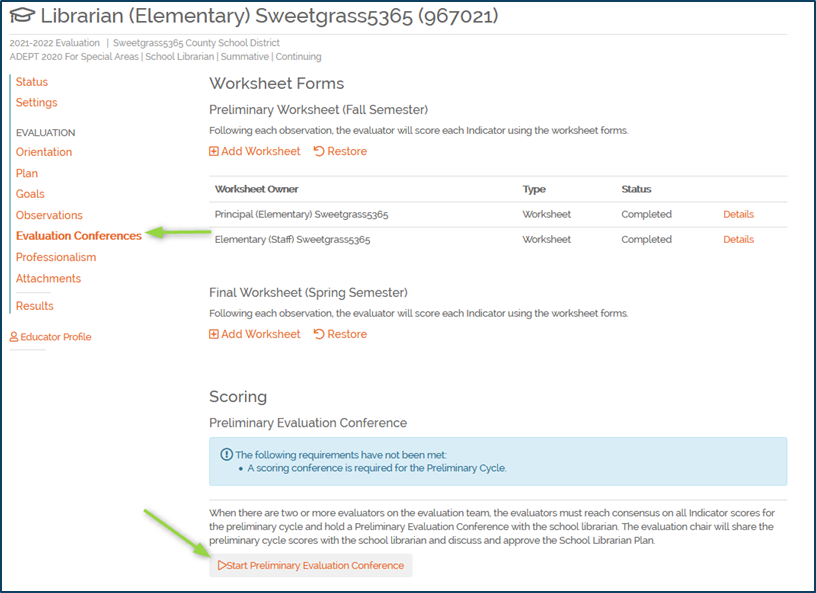 Librarian (Elementary) Sweetgrass5365 (967021)
2021-2022 Evaluation | Sweetgrass5365 County School District
ADEPT 2020 For Special Areas | School Librarian | Summative | Continuing
Status
Settings
EVALUATION
Orientation
Plan
Goals
Observations
Evaluation Conferences
Professionalism
Attachments
Results
Educator Profile
Worksheet Forms
Preliminary Worksheet (Fall Semester)
Following each observation, the evaluator will score each Indicator using the worksheet forms.
Add Worksheet Restore
Worksheet Owner Type Status
Principal (Elementary) Sweetgrass5365 Worksheet Completed Details
Elementary (Staff) Sweetgrass5365 Worksheet Completed Details
Final Worksheet (Spring Semester)
Following each observation, the evaluator will score each Indicator using the worksheet forms.
Add Worksheet Restore
Scoring
Preliminary Evaluation Conference
The following requirements have not been met:
• A scoring conference is required for the Preliminary Cycle.
When there are two or more evaluators on the evaluation team, the evaluators must reach consensus on all Indicator scores for
the preliminary cycle and hold a Preliminary Evaluation Conference with the school librarian. The evaluation chair will share the
preliminary cycle scores with the school librarian and discuss and approve the School Librarian Plan.
Start Preliminary Evaluation Conference